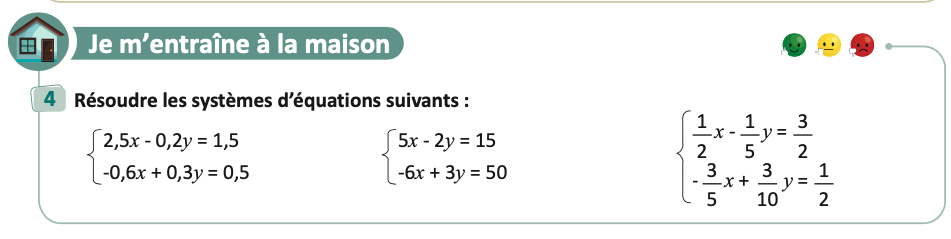 Je m’entraîne à la maison
4 Résoudre les systèmes d’équations suivants :
2,5x - 0,2y = 1,5
-0,6x + 0,3y = 0,5
5x - 2y = 15
-6x + 3y = 50
1/2 x - 1/5 y = 3/2
- 3/5 x + 3/10 y = 1/2